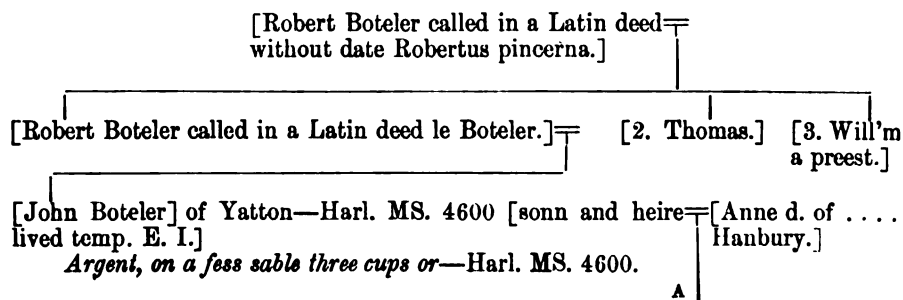 [Robert Boteler called in a Latin deed
without date Robertus pincerna.]
[Robert Boteler called in a Latin deed le Boteler.] [2. Thomas.] [3. Will'm
a preest.]
[John Boteler] of Yatton—Harl. MS. 4600 [sonn and heire [Anne d. of ....
lived temp. E. I.] Hanbury.]
Argent, on a fess sable three cups or—Harl. MS. 4600.
A